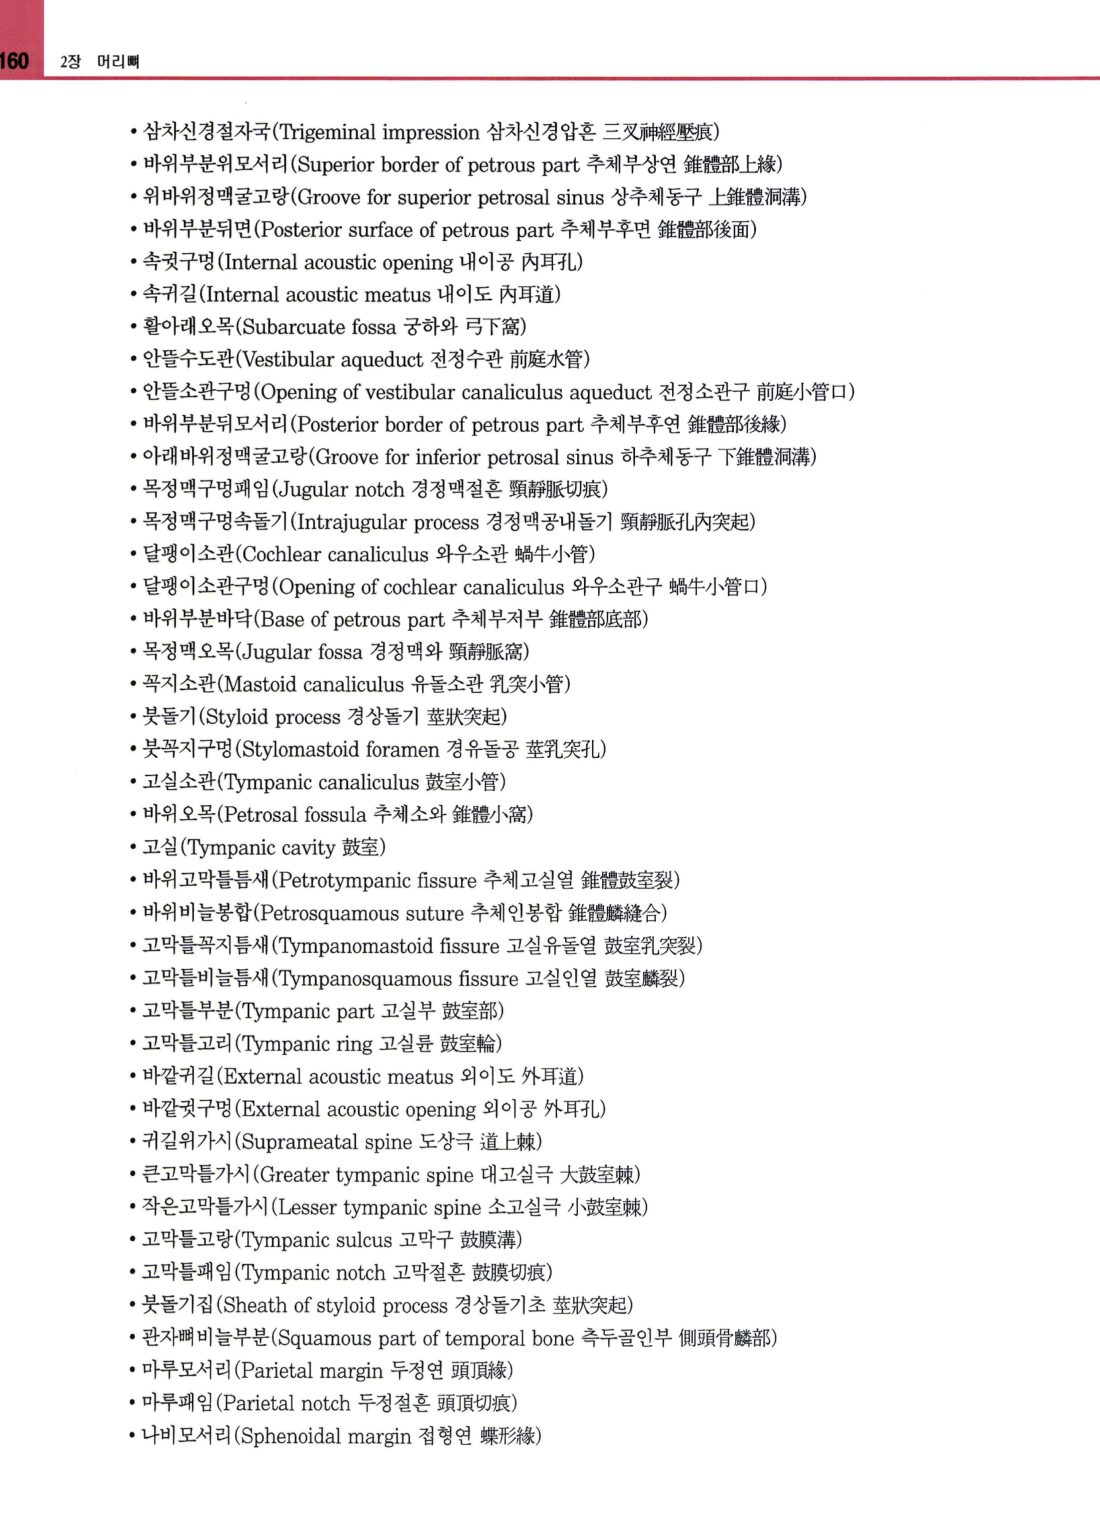 160 2장 머리뼈
• 삼차신경절자국(Trigeminal impression 삼차신경압흔 三叉神經壓痕)
• 바위부분위모서리(Superior border of petrous part 추체부상연 錐體部上緣)
• 위바위정맥굴고랑(Groove for superior petrosal sinus 상추체동구 上錐體洞溝)
• 바위부분뒤면(Posterior surface of petrous part 추체부후면 錐體部後面)
• 속귓구멍(Internal acoustic opening 내이공 內耳孔)
• 속귀길(Internal acoustic meatus 내이도 內耳道)
• 활아래오목(Subarcuate fossa 궁하와 弓下窩)
• 안뜰수도관(Vestibular aqueduct 전정수관 前庭水管)
• 안뜰소관구멍(Opening of vestibular canaliculus aqueduct 전정소관구 前庭小管口)
• 바위부분뒤모서리(Posterior border of petrous part 추체부후연 錐體部後緣)
• 아래바위정맥굴고랑(Groove for inferior petrosal sinus 하추체동구 下錐體洞溝)
• 목정맥구멍패임(Jugular notch 경정맥절흔 頸靜脈切痕)
• 목정맥구멍속돌기(Intrajugular process 경정맥공내돌기 頸靜脈孔內突起)
• 달팽이소관(Cochlear canaliculus 와우소관 蝸牛小管)
• 달팽이소관구멍(Opening of cochlear canaliculus 와우소관구 蝸牛小管口)
• 바위부분바닥(Base of petrous part 추체부저부 錐體部底部)
• 목정맥오목(Jugular fossa 경정맥와 頸靜脈窩)
• 꼭지소관(Mastoid canaliculus 유돌소관 乳突小管)
• 붓돌기(Styloid process 경상돌기 莖狀突起)
• 붓꼭지구멍(Stylomastoid foramen 경유돌공 莖乳突孔)
• 고실소관(Tympanic canaliculus 鼓室小管)
• 바위오목(Petrosal fossula 추체소와 錐體小窩)
• 고실(Tympanic cavity 鼓室)
• 바위고막틀틈새(Petrotympanic fissure 추체고실열 錐體鼓室裂)
• 바위비늘봉합(Petrosquamous suture 추체인봉합 錐體麟縫合)
• 고막틀꼭지틈새(Tympanomastoid fissure 고실유돌열 鼓室乳突裂)
• 고막틀비늘틈새(Tympanosquamous fissure 고실인열 鼓室麟裂)
• 고막틀부분(Tympanic part 고실부 鼓室部)
• 고막틀고리(Tympanic ring 고실륜 鼓室輪)
• 바깥귀길(External acoustic meatus 외이도 外耳道)
• 바깥귓구멍(External acoustic opening 외이공 外耳孔)
• 귀길위가시(Suprameatal spine 도상극 道上棘)
• 큰고막틀가시(Greater tympanic spine 대고실극 大鼓室棘)
• 작은고막틀가시(Lesser tympanic spine 소고실극 小鼓室棘)
• 고막틀고랑(Tympanic sulcus 고막구 鼓膜溝)
• 고막틀패임(Tympanic notch 고막절흔 鼓膜切痕)
• 붓돌기집(Sheath of styloid process 경상돌기초 莖狀突起)
• 관자뼈비늘부분(Squamous part of temporal bone 측두골인부 側頭骨麟部)
• 마루모서리(Parietal margin 두정연 頭頂緣)
• 마루패임(Parietal notch 두정절흔 頭頂切痕)
• 나비모서리(Sphenoidal margin 접형연 蝶形緣)